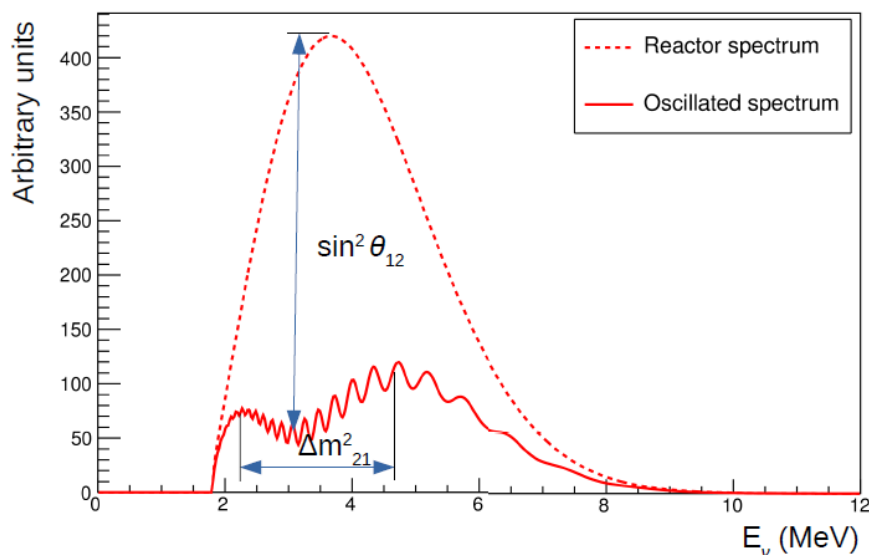 Arbitrary units
400
350
300
250
200
150
100
50
0
Reactor spectrum
Oscillated spectrum
sin² θ₁₂
Δm²₂₁
0 2 4 6 8 10 12
Eᵥ (MeV)